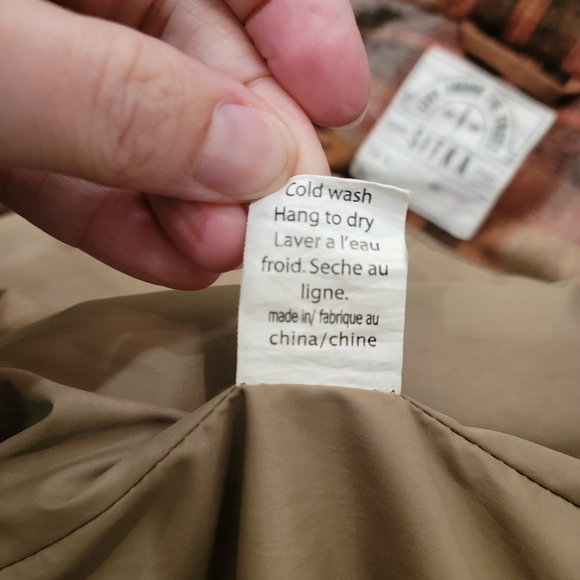 Cold wash
Hang to dry
Laver a l'eau
froid. Seche au
ligne.
made in/ fabrique au
china/chine
SITKA